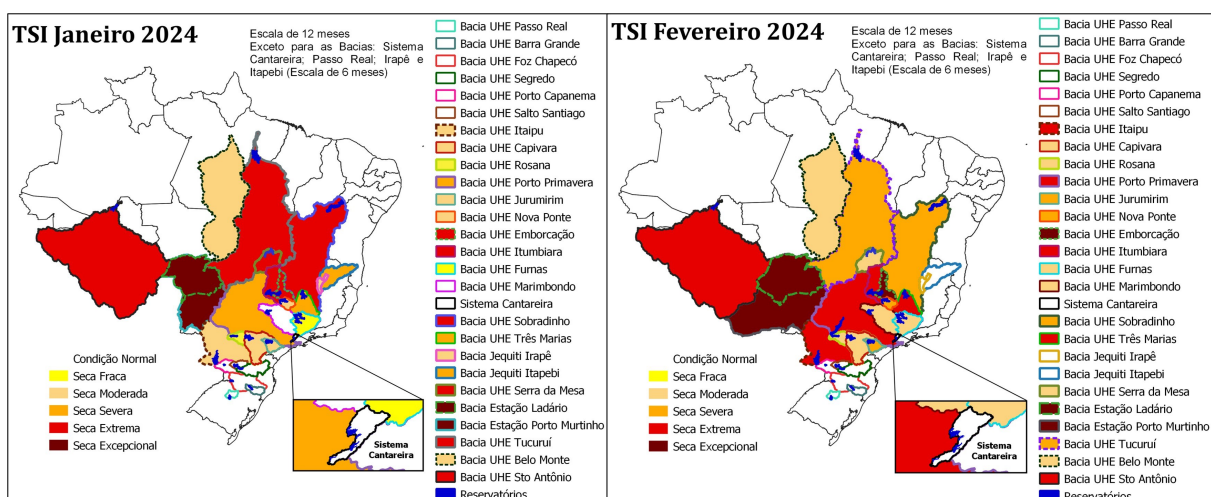 TSI Janeiro 2024
Escala de 12 meses
Exceto para as Bacias: Sistema
Cantareira; Passo Real; Irapê e
Itapebi (Escala de 6 meses)
Bacia UHE Passo Real
Bacia UHE Barra Grande
Bacia UHE Foz Chapecó
Bacia UHE Segredo
Bacia UHE Porto Capanema
Bacia UHE Salto Santiago
Bacia UHE Itaipu
Bacia UHE Capivara
Bacia UHE Rosana
Bacia UHE Porto Primavera
Bacia UHE Jurumirim
Bacia UHE Nova Ponte
Bacia UHE Emborcação
Bacia UHE Itumbiara
Bacia UHE Furnas
Bacia UHE Marimbondo
Sistema Cantareira
Bacia UHE Sobradinho
Bacia UHE Três Marias
Bacia Jequiti Irapê
Bacia Jequiti Itapebi
Bacia UHE Serra da Mesa
Bacia Estação Ladário
Bacia Estação Porto Murtinho
Bacia UHE Tucuruí
Bacia UHE Belo Monte
Bacia UHE Sto Antônio
Reservatórios
Condição Normal
Seca Fraca
Seca Moderada
Seca Severa
Seca Extrema
Seca Excepcional
Sistema
Cantareira
TSI Fevereiro 2024
Escala de 12 meses
Exceto para as Bacias: Sistema
Cantareira; Passo Real; Irapê e
Itapebi (Escala de 6 meses)
Bacia UHE Passo Real
Bacia UHE Barra Grande
Bacia UHE Foz Chapecó
Bacia UHE Segredo
Bacia UHE Porto Capanema
Bacia UHE Salto Santiago
Bacia UHE Itaipu
Bacia UHE Capivara
Bacia UHE Rosana
Bacia UHE Porto Primavera
Bacia UHE Jurumirim
Bacia UHE Nova Ponte
Bacia UHE Emborcação
Bacia UHE Itumbiara
Bacia UHE Furnas
Bacia UHE Marimbondo
Sistema Cantareira
Bacia UHE Sobradinho
Bacia UHE Três Marias
Bacia Jequiti Irapê
Bacia Jequiti Itapebi
Bacia UHE Serra da Mesa
Bacia Estação Ladário
Bacia Estação Porto Murtinho
Bacia UHE Tucuruí
Bacia UHE Belo Monte
Bacia UHE Sto Antônio
Reservatórios
Condição Normal
Seca Fraca
Seca Moderada
Seca Severa
Seca Extrema
Seca Excepcional
Sistema
Cantareira